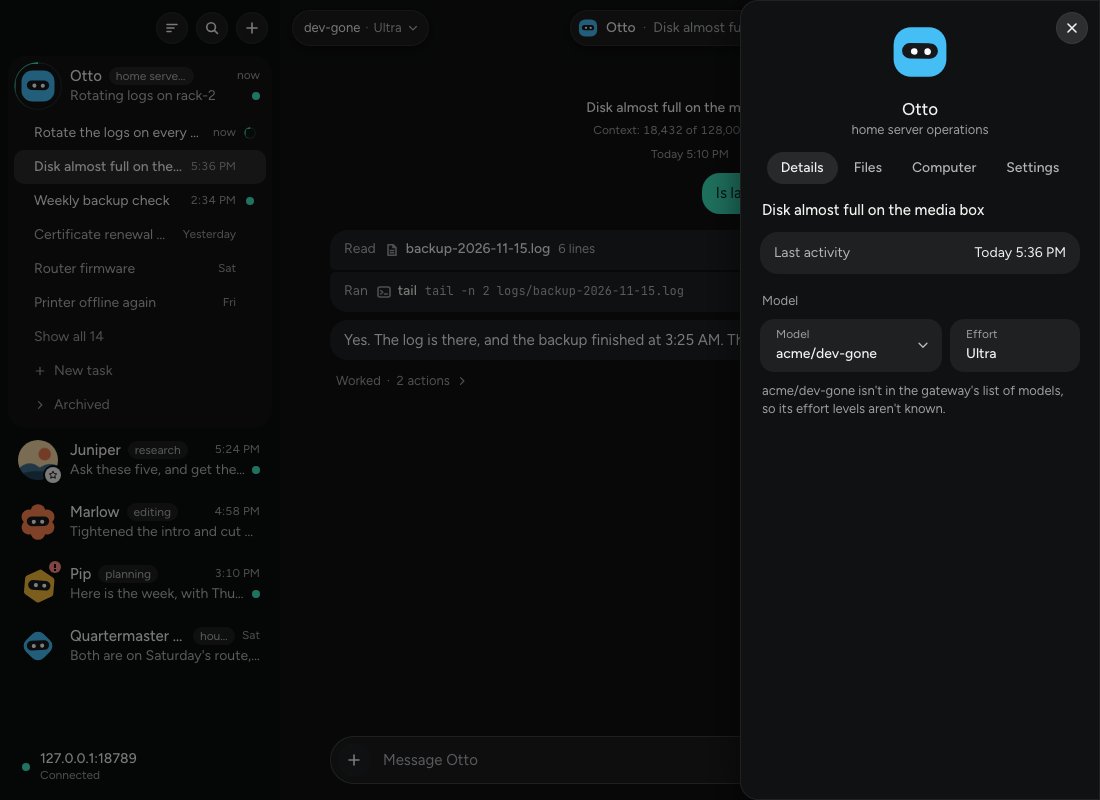 dev-gone · Ultra
Otto · Disk almost fu
Otto home serve... now
Rotating logs on rack-2
Rotate the logs on every ... now
Disk almost full on the... 5:36 PM
Weekly backup check 2:34 PM
Certificate renewal ... Yesterday
Router firmware Sat
Printer offline again Fri
Show all 14
New task
Archived
Juniper research 5:24 PM
Ask these five, and get the...
Marlow editing 4:58 PM
Tightened the intro and cut ...
Pip planning 3:10 PM
Here is the week, with Thu...
Quartermaster ... hou... Sat
Both are on Saturday's route,...
127.0.0.1:18789
Connected
Disk almost full on the m
Context: 18,432 of 128,00
Today 5:10 PM
Is la
Read backup-2026-11-15.log 6 lines
Ran tail tail -n 2 logs/backup-2026-11-15.log
Yes. The log is there, and the backup finished at 3:25 AM. Th
Worked · 2 actions
Message Otto
Otto
home server operations
Details Files Computer Settings
Disk almost full on the media box
Last activity Today 5:36 PM
Model
Model
acme/dev-gone
Effort
Ultra
acme/dev-gone isn't in the gateway's list of models,
so its effort levels aren't known.